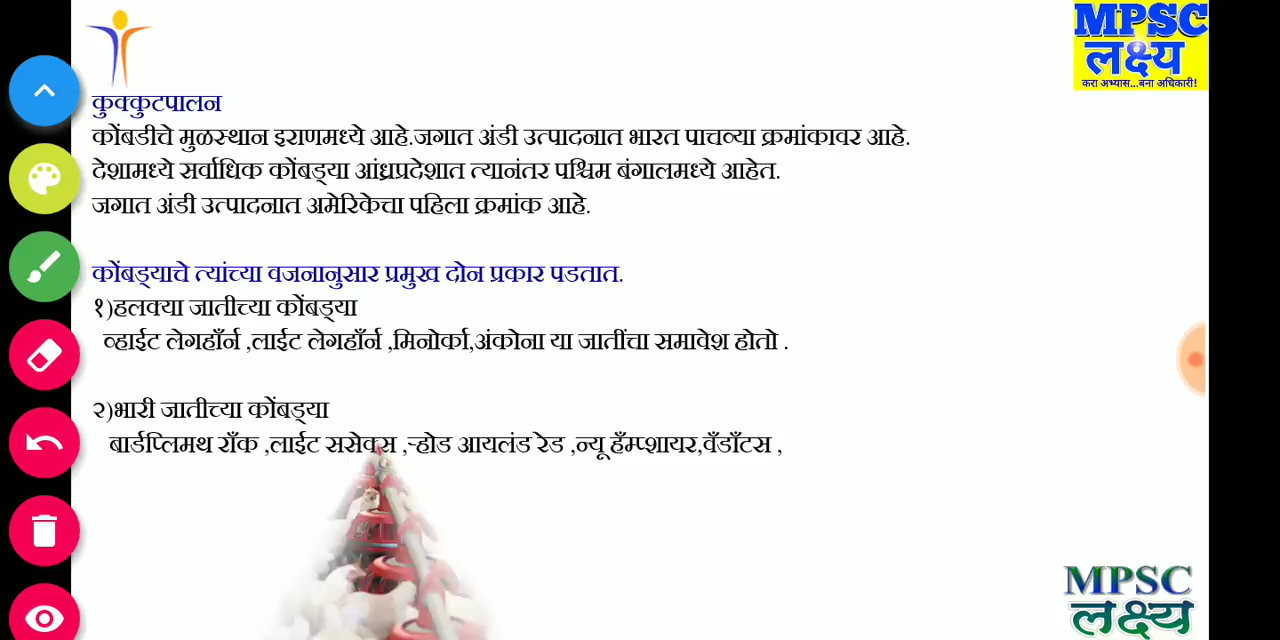 MPSC
लक्ष्य
करा अभ्यास...बना अधिकारी!
कुक्कुटपालन
कोंबडीचे मुळस्थान इराणमध्ये आहे.जगात अंडी उत्पादनात भारत पाचव्या क्रमांकावर आहे.
देशामध्ये सर्वाधिक कोंबड्या आंध्रप्रदेशात त्यानंतर पश्चिम बंगालमध्ये आहेत.
जगात अंडी उत्पादनात अमेरिकेचा पहिला क्रमांक आहे.
कोंबड्याचे त्यांच्या वजनानुसार प्रमुख दोन प्रकार पडतात.
१)हलक्या जातीच्या कोंबड्या
व्हाईट लेगहाँर्न ,लाईट लेगहाँर्न ,मिनोर्का,अंकोना या जातींचा समावेश होतो .
२)भारी जातीच्या कोंबड्या
बार्डप्लिमथ राँक ,लाईट ससेक्स ,ऱ्होड आयलंड रेड ,न्यू हँम्प्शायर,वँडाँटस ,
MPSC
लक्ष्य